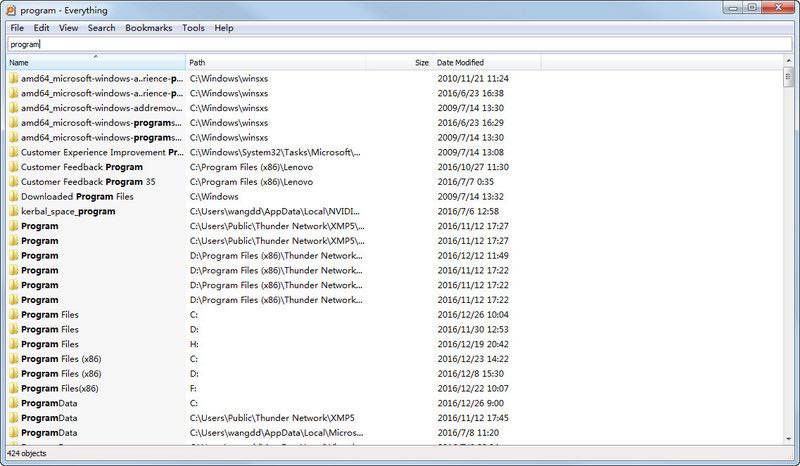 program - Everything
File Edit View Search Bookmarks Tools Help
program
Name Path Size Date Modified
amd64_microsoft-windows-a..rience-p... C:\Windows\winsxs 2010/11/21 11:24
amd64_microsoft-windows-a..rience-p... C:\Windows\winsxs 2016/6/23 16:38
amd64_microsoft-windows-addremov... C:\Windows\winsxs 2009/7/14 13:30
amd64_microsoft-windows-programs... C:\Windows\winsxs 2016/6/23 16:29
amd64_microsoft-windows-programs... C:\Windows\winsxs 2009/7/14 13:30
Customer Experience Improvement Pr... C:\Windows\System32\Tasks\Microsoft\... 2009/7/14 13:08
Customer Feedback Program C:\Program Files (x86)\Lenovo 2016/10/27 11:30
Customer Feedback Program 35 C:\Program Files (x86)\Lenovo 2016/7/7 0:35
Downloaded Program Files C:\Windows 2009/7/14 13:32
kerbal_space_program C:\Users\wangdd\AppData\Local\NVIDI... 2016/7/6 12:58
Program C:\Users\Public\Thunder Network\XMP5\... 2016/11/12 17:27
Program C:\Users\Public\Thunder Network\XMP5\... 2016/11/12 17:27
Program D:\Program Files (x86)\Thunder Network... 2016/12/12 11:49
Program D:\Program Files (x86)\Thunder Network... 2016/11/12 17:22
Program D:\Program Files (x86)\Thunder Network... 2016/11/12 17:22
Program D:\Program Files (x86)\Thunder Network... 2016/11/12 17:22
Program Files C: 2016/12/26 10:04
Program Files D: 2016/11/30 12:53
Program Files H: 2016/12/19 20:42
Program Files (x86) C: 2016/12/23 14:22
Program Files (x86) D: 2016/12/8 15:30
Program Files(x86) F: 2016/12/22 10:07
ProgramData C: 2016/12/26 9:00
ProgramData C:\Users\Public\Thunder Network\XMP5 2016/11/12 17:45
ProgramData C:\Users\wangdd\AppData\Local\Micros... 2016/7/8 11:20
424 objects